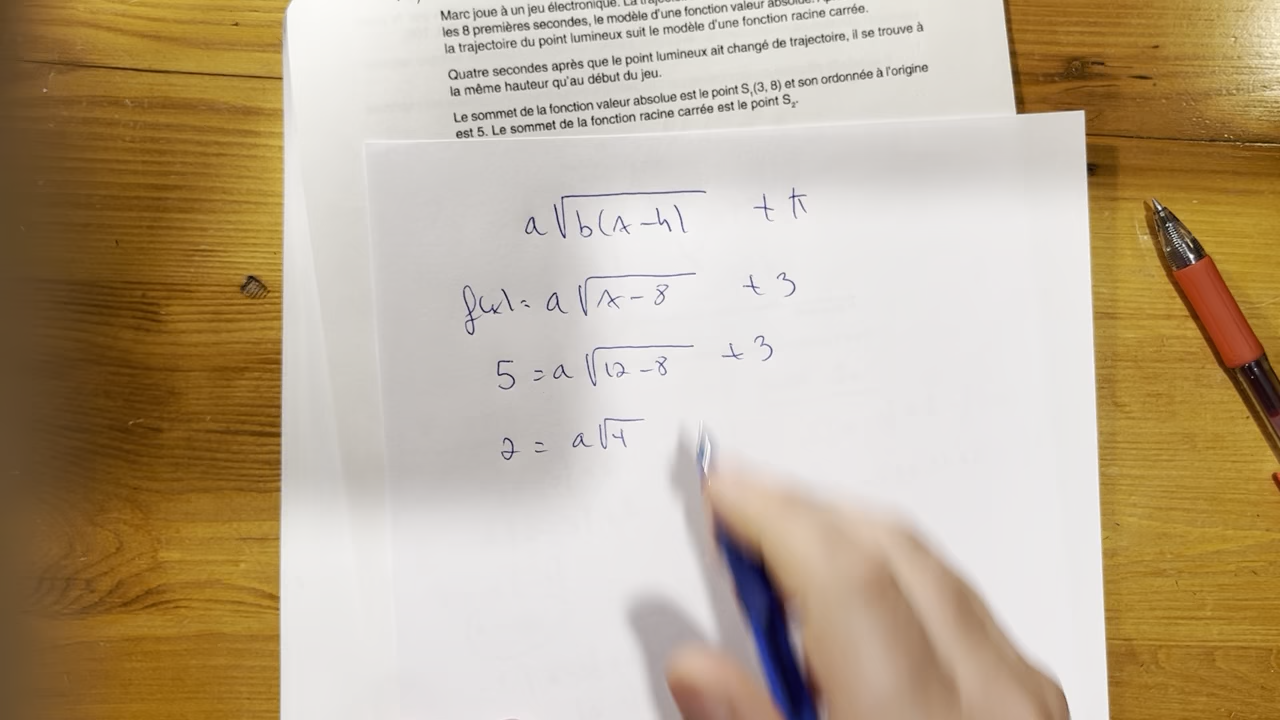 Marc joue à un jeu électronique. La
les 8 premières secondes, le modèle d'une fonction valeur absolue.
la trajectoire du point lumineux suit le modèle d'une fonction racine carrée.
Quatre secondes après que le point lumineux ait changé de trajectoire, il se trouve à
la même hauteur qu'au début du jeu.
Le sommet de la fonction valeur absolue est le point S₁(3, 8) et son ordonnée à l'origine
est 5. Le sommet de la fonction racine carrée est le point S₂.
a√b(x-h) + k
f(x) = a√x-8 + 3
5 = a√12-8 + 3
2 = a√4